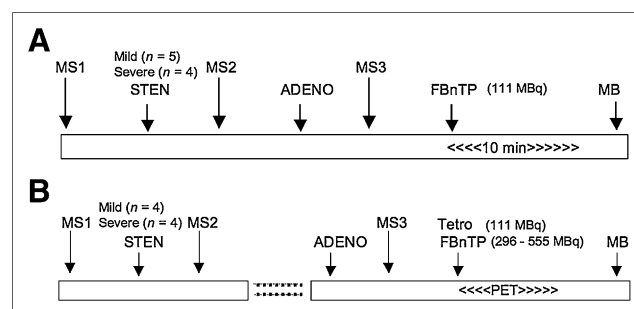 A
Mild (n = 5)
Severe (n = 4)
MS1 STEN MS2 ADENO MS3 FBnTP (111 MBq) MB
<<<<10 min>>>>>>
B
Mild (n = 4)
Severe (n = 4)
MS1 STEN MS2 ADENO MS3 Tetro (111 MBq)
FBnTP (296 - 555 MBq) MB
<<<<PET>>>>>